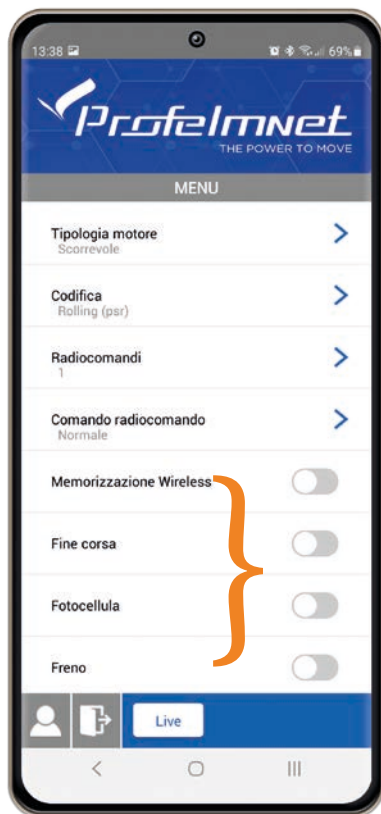 13:38 69%
Profelmnet
THE POWER TO MOVE
MENU
Tipologia motore
Scorrevole
Codifica
Rolling (psr)
Radiocomandi
1
Comando radiocomando
Normale
Memorizzazione Wireless
Fine corsa
Fotocellula
Freno
Live